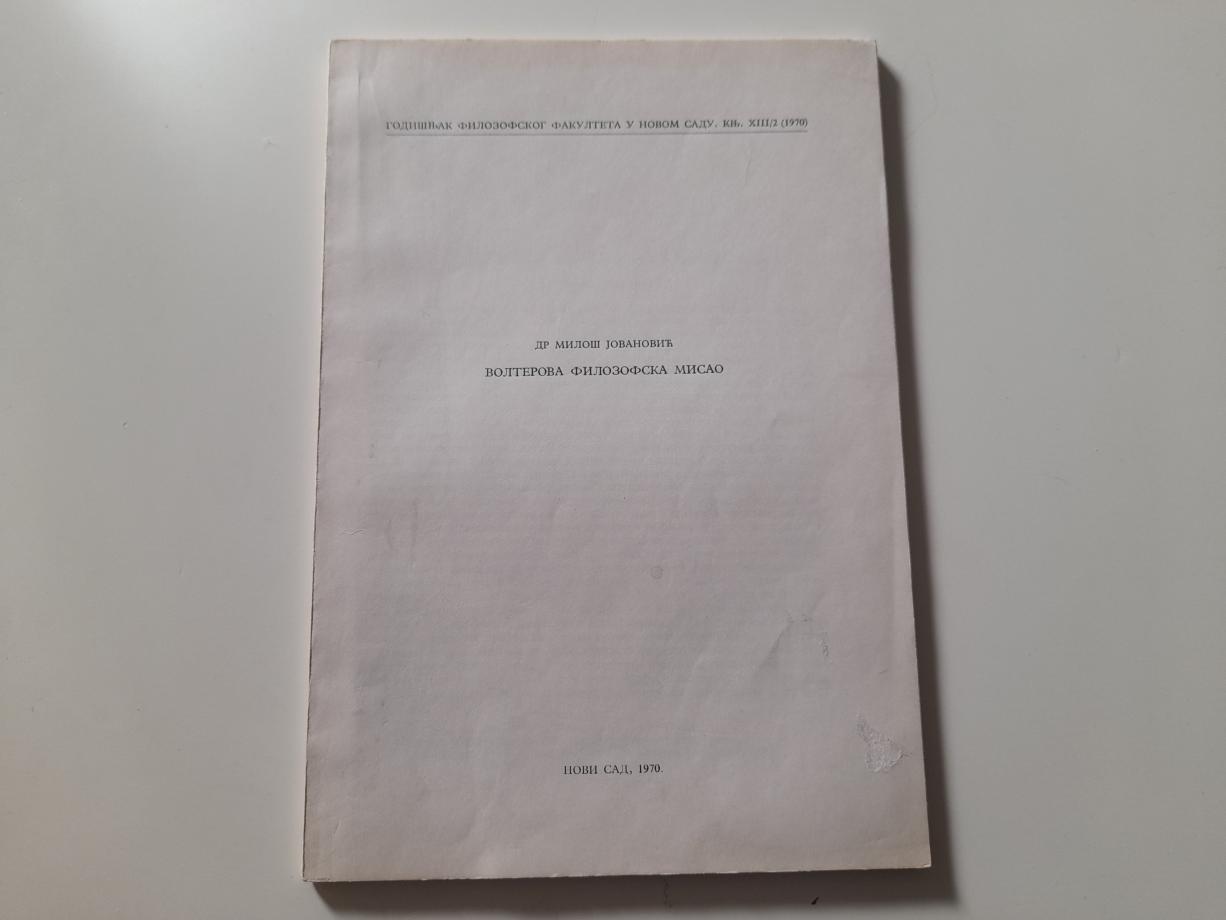 ГОДИШЊАК ФИЛОЗОФСКОГ ФАКУЛТЕТА У НОВОМ САДУ. КЊ. XIII/2 (1970)
ДР МИЛОШ ЈОВАНОВИЋ
ВОЛТЕРОВА ФИЛОЗОФСКА МИСАО
НОВИ САД, 1970.